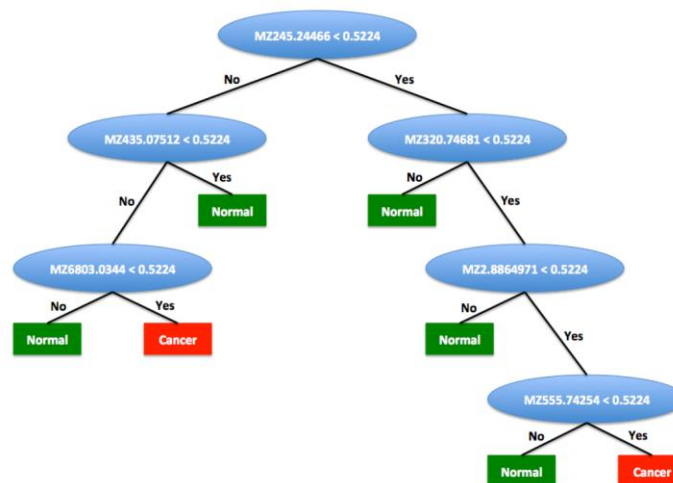 MZ245.24466 < 0.5224
No
Yes
MZ435.07512 < 0.5224
MZ320.74681 < 0.5224
No
Yes
No
Yes
Normal
Normal
MZ6803.0344 < 0.5224
MZ2.8864971 < 0.5224
No
Yes
No
Yes
Normal
Cancer
Normal
MZ555.74254 < 0.5224
No
Yes
Normal
Cancer